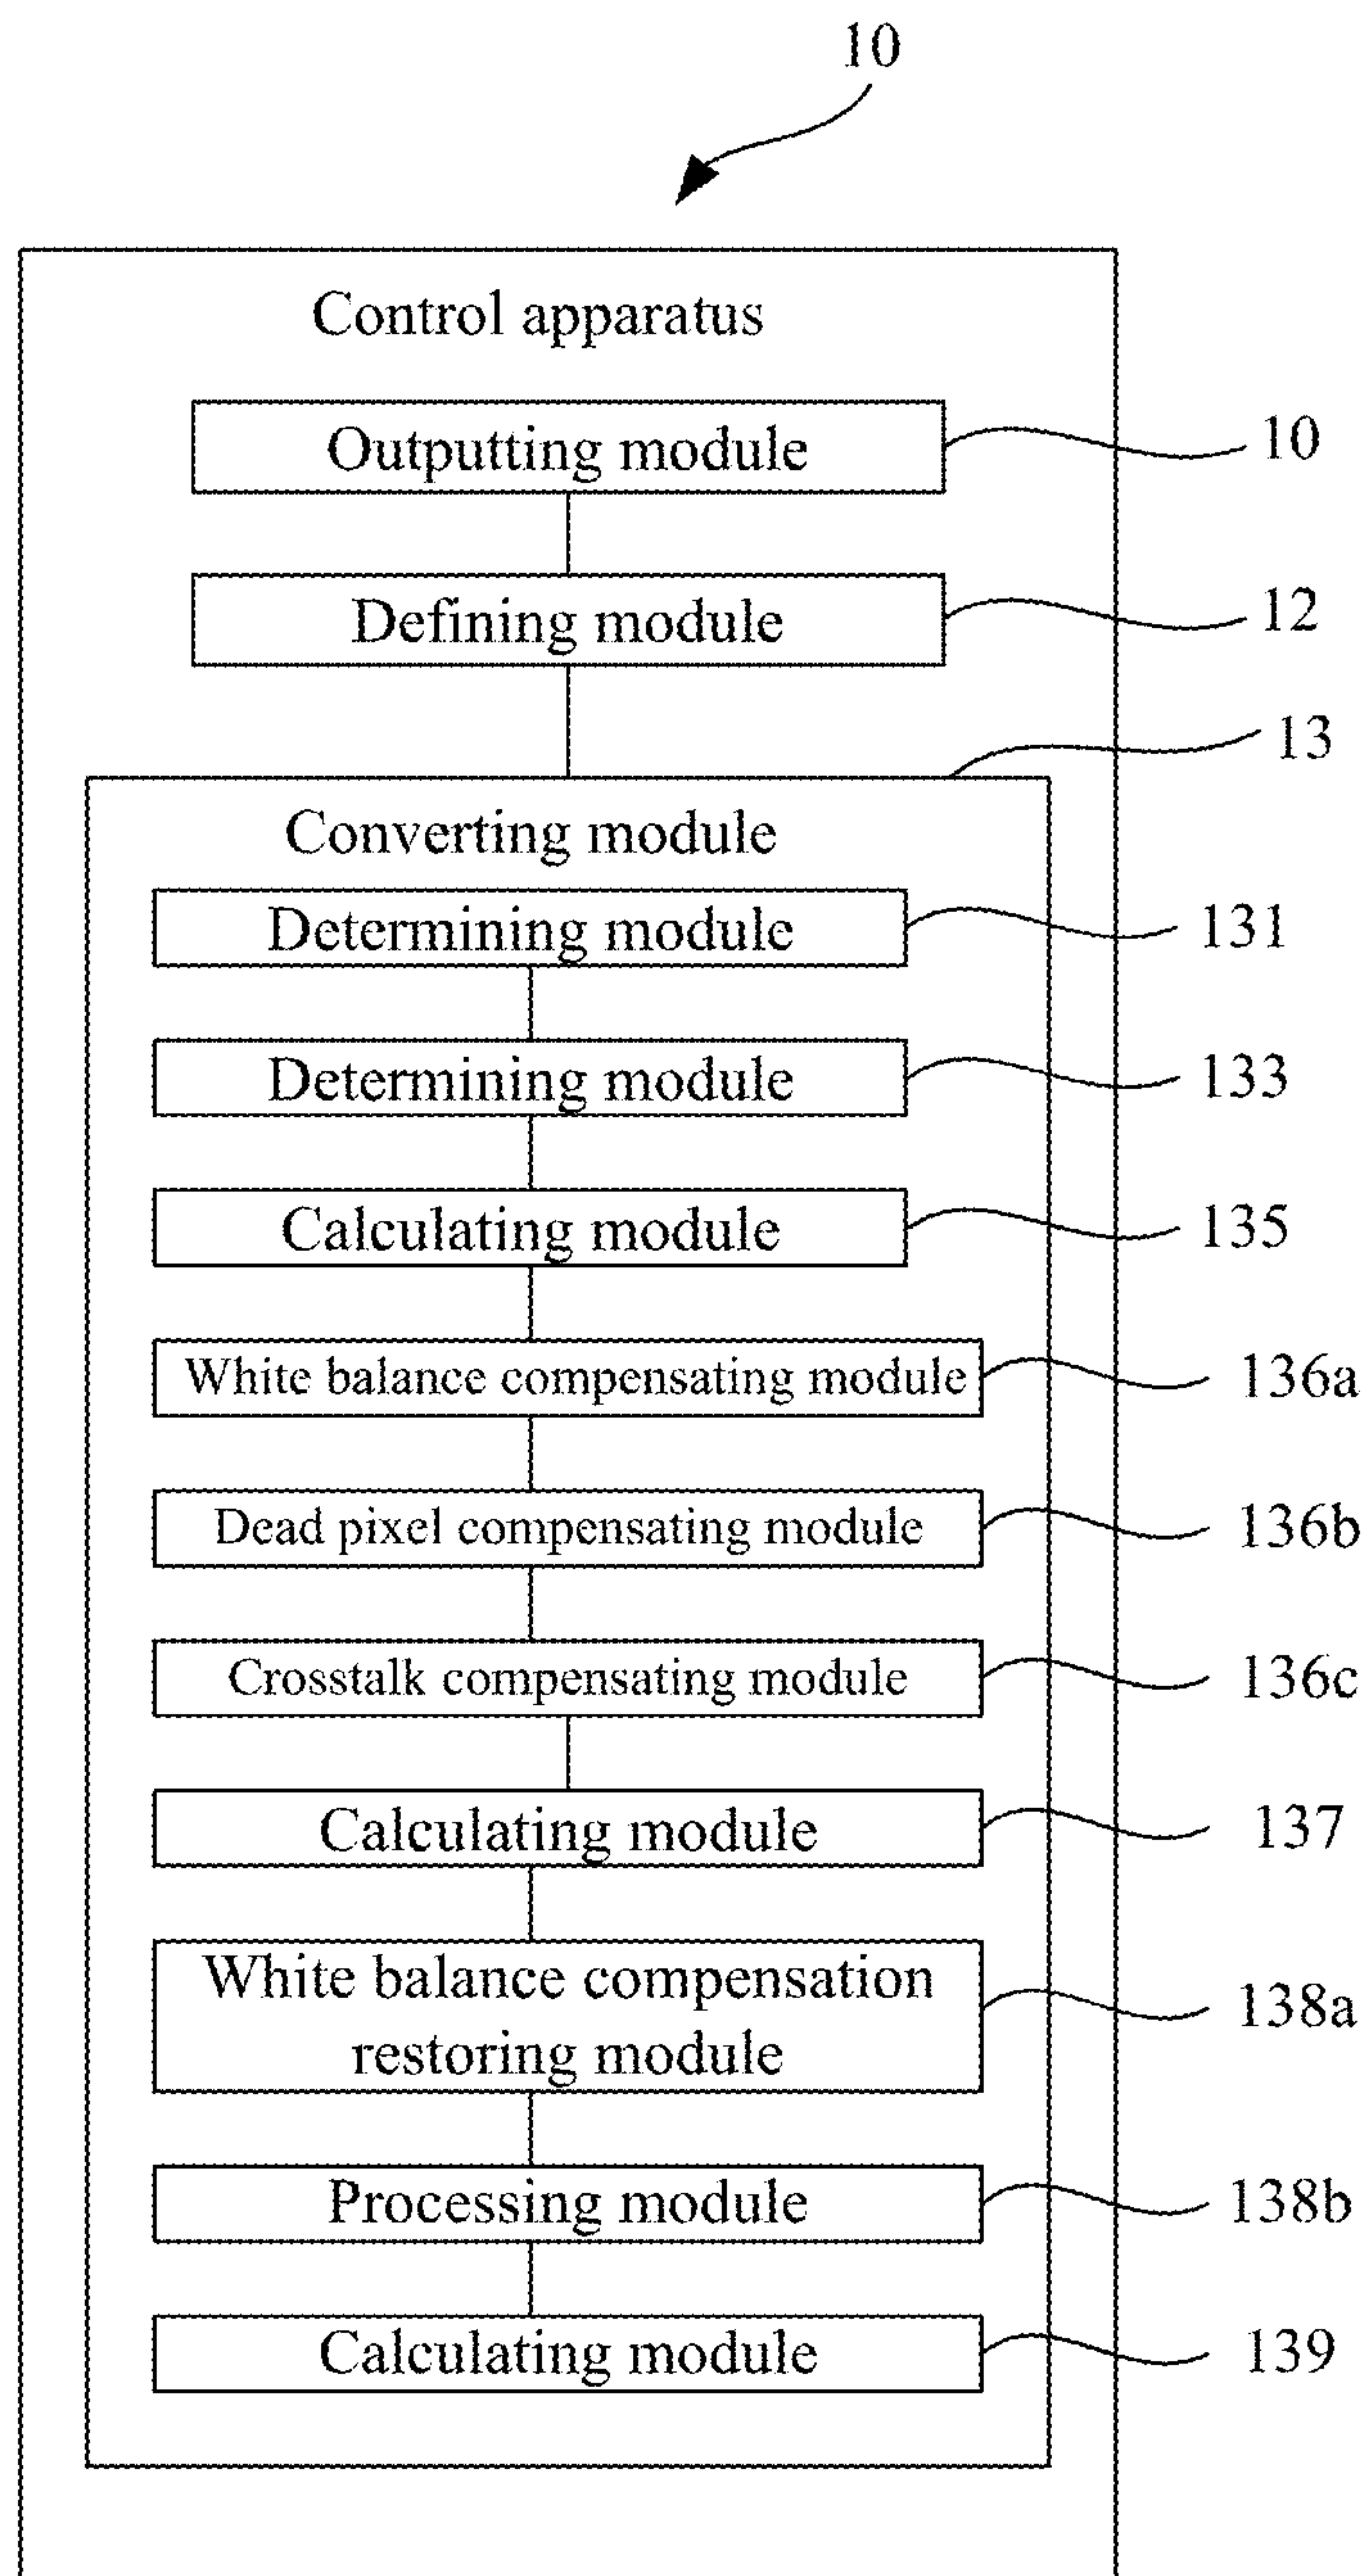 10
Control apparatus
Outputting module
10
Defining module
12
13
Converting module
Determining module
131
Determining module
133
Calculating module
135
White balance compensating module
136a
Dead pixel compensating module
136b
Crosstalk compensating module
136c
Calculating module
137
White balance compensation
restoring module
138a
Processing module
138b
Calculating module
139